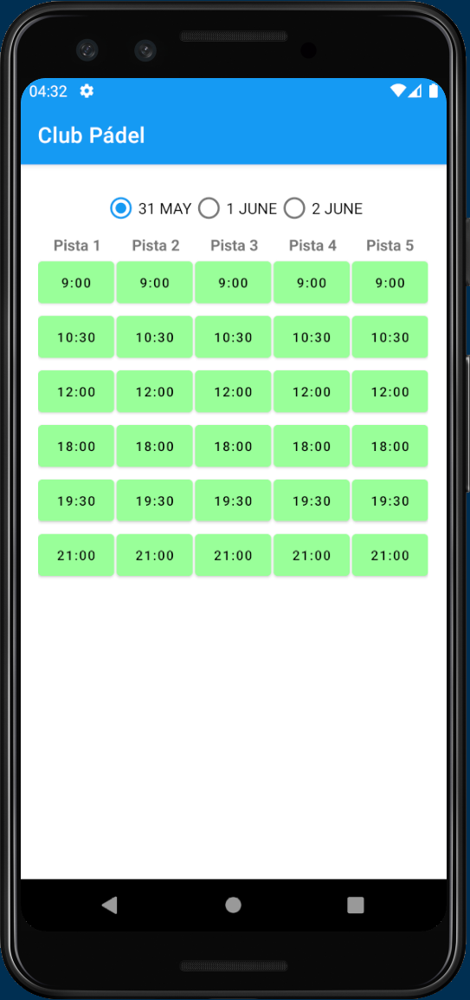 04:32
Club Pádel
31 MAY 1 JUNE 2 JUNE
Pista 1 Pista 2 Pista 3 Pista 4 Pista 5
9:00 9:00 9:00 9:00 9:00
10:30 10:30 10:30 10:30 10:30
12:00 12:00 12:00 12:00 12:00
18:00 18:00 18:00 18:00 18:00
19:30 19:30 19:30 19:30 19:30
21:00 21:00 21:00 21:00 21:00